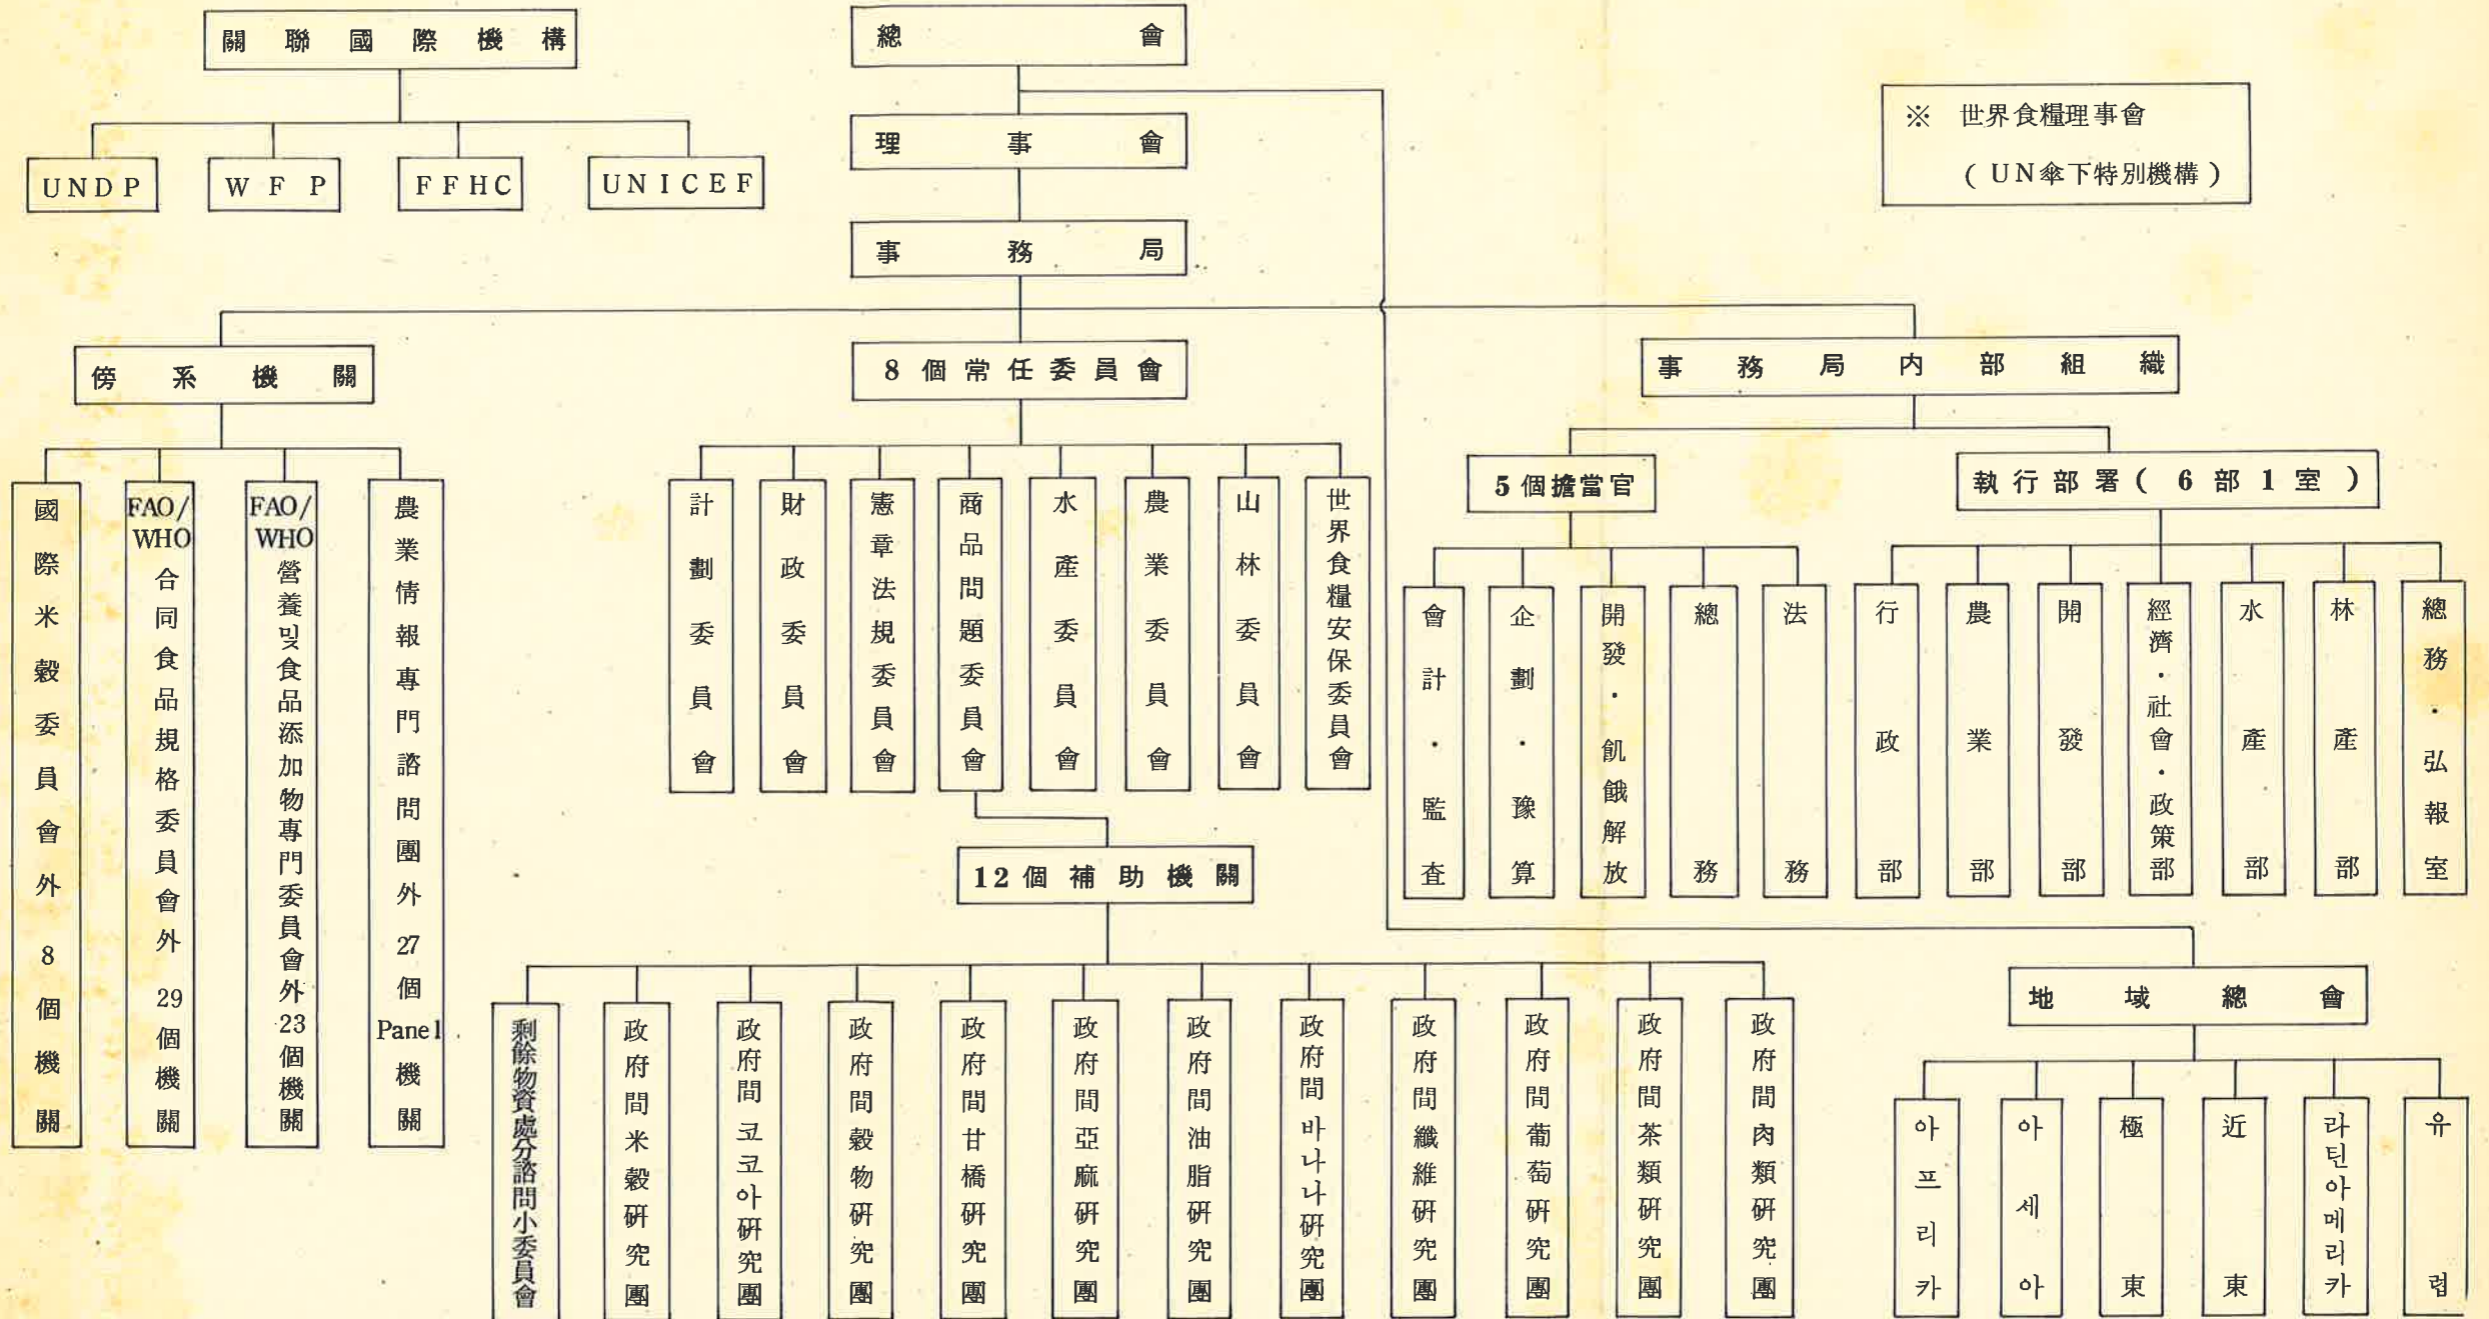 關聯國際機構
UNDP
WFP
FFHC
UNICEF
總會
理事會
事務局
※ 世界食糧理事會
(UN傘下特別機構)
傍系機關
國際米穀委員會外8個機關
FAO/WHO合同食品規格委員會外29個機關
FAO/WHO營養및食品添加物專門委員會外23個機關
農業情報專門諮問團外27個Panel機關
8個常任委員會
計劃委員會
財政委員會
憲章法規委員會
商品問題委員會
水產委員會
農業委員會
山林委員會
世界食糧安保委員會
12個補助機關
剩餘物資處分諮問小委員會
政府間米穀硏究團
政府間코코아硏究團
政府間穀物硏究團
政府間甘橘硏究團
政府間亞麻硏究團
政府間油脂硏究團
政府間바나나硏究團
政府間纖維硏究團
政府間葡萄硏究團
政府間茶類硏究團
政府間肉類硏究團
事務局内部組織
5個擔當官
會計·監査
企劃·豫算
開發·飢餓解放
總務
法務
執行部署(6部1室)
行政部
農業部
開發部
經濟·社會·政策部
水產部
林產部
總務·弘報室
地域總會
아프리카
아세아
極東
近東
라틴아메리카
유럽